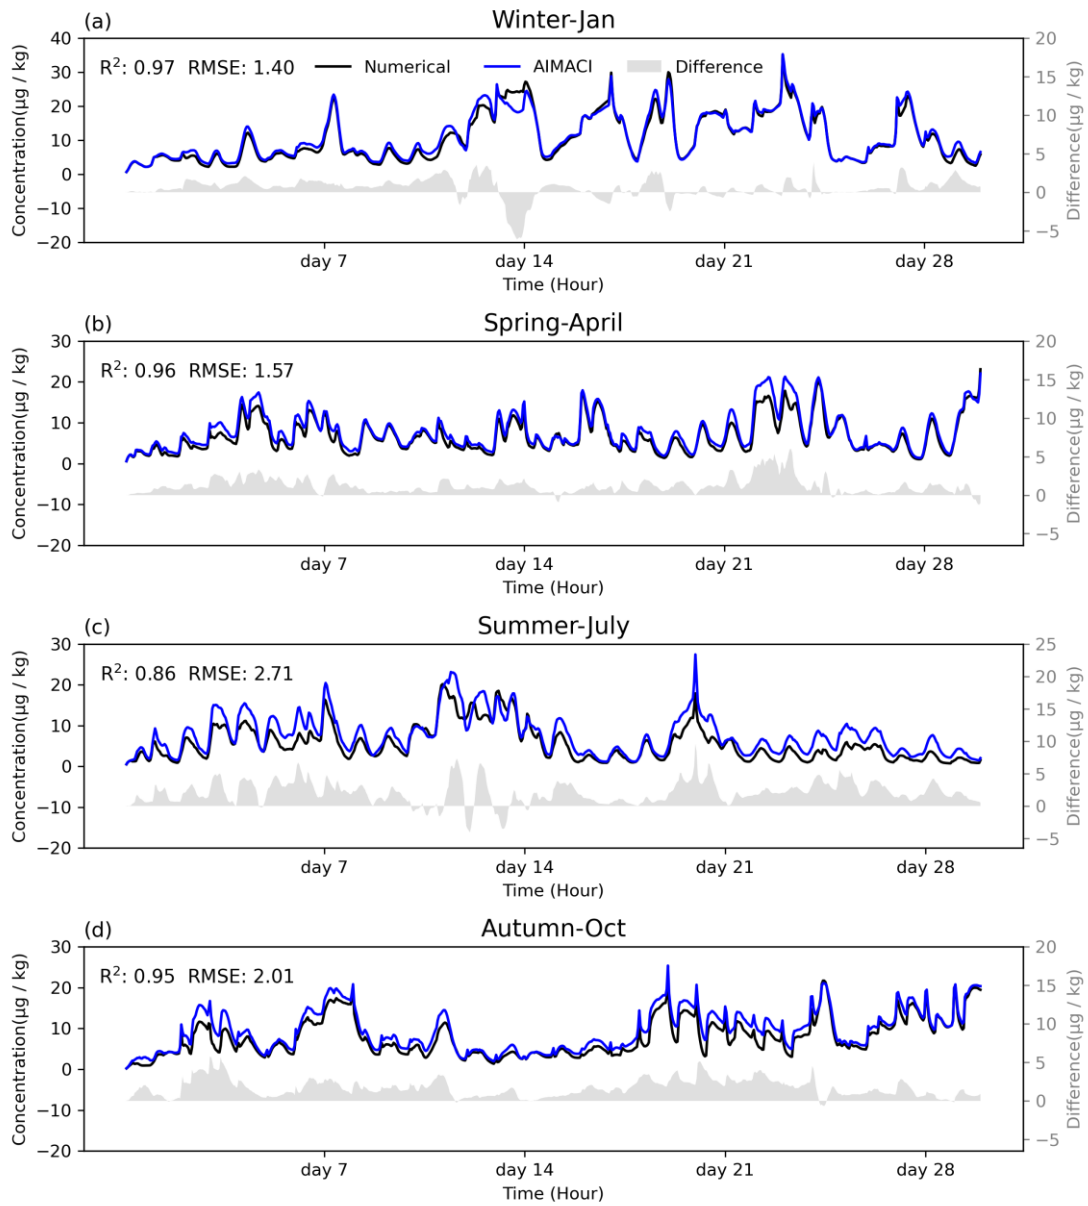 (a)
Winter-Jan
R²: 0.97 RMSE: 1.40
Numerical
AIMACI
Difference
Concentration(μg / kg)
40
30
20
10
0
−10
−20
20
15
10
5
0
−5
Difference(μg / kg)
day 7
day 14
day 21
day 28
Time (Hour)
(b)
Spring-April
R²: 0.96 RMSE: 1.57
Concentration(μg / kg)
30
20
10
0
−10
−20
20
15
10
5
0
−5
Difference(μg / kg)
day 7
day 14
day 21
day 28
Time (Hour)
(c)
Summer-July
R²: 0.86 RMSE: 2.71
Concentration(μg / kg)
30
20
10
0
−10
−20
25
20
15
10
5
0
−5
Difference(μg / kg)
day 7
day 14
day 21
day 28
Time (Hour)
(d)
Autumn-Oct
R²: 0.95 RMSE: 2.01
Concentration(μg / kg)
30
20
10
0
−10
−20
20
15
10
5
0
−5
Difference(μg / kg)
day 7
day 14
day 21
day 28
Time (Hour)